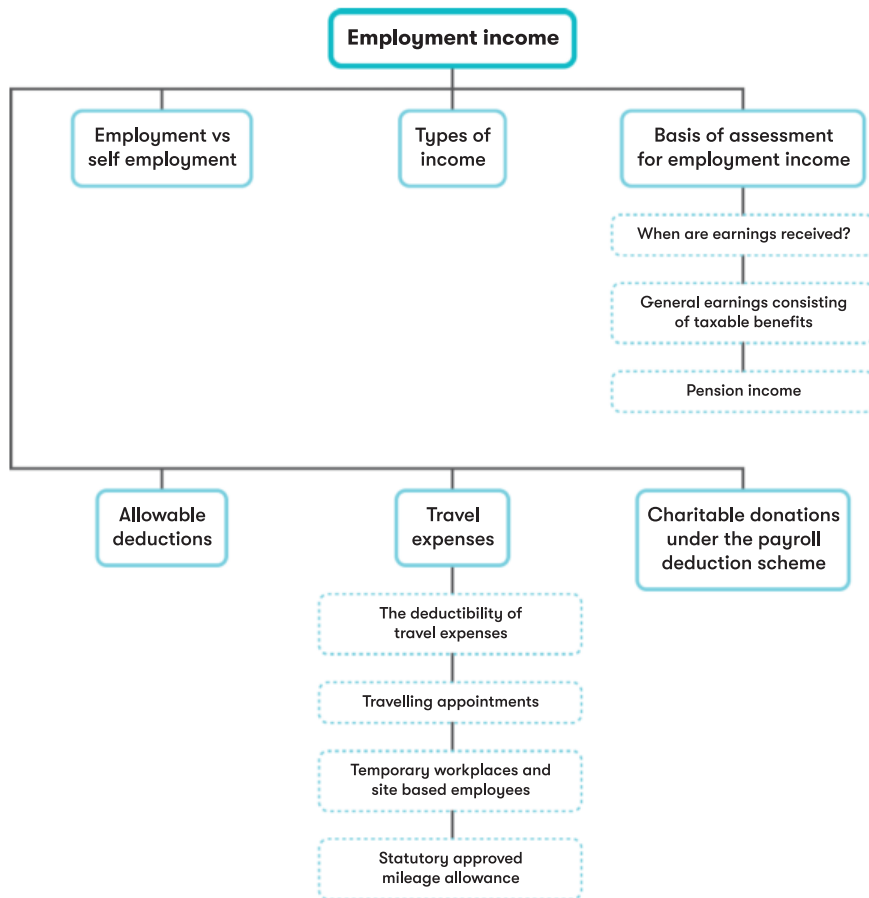 Employment income
Employment vs
self employment
Types of
income
Basis of assessment
for employment income
When are earnings received?
General earnings consisting
of taxable benefits
Pension income
Allowable
deductions
Travel
expenses
Charitable donations
under the payroll
deduction scheme
The deductibility of
travel expenses
Travelling appointments
Temporary workplaces and
site based employees
Statutory approved
mileage allowance